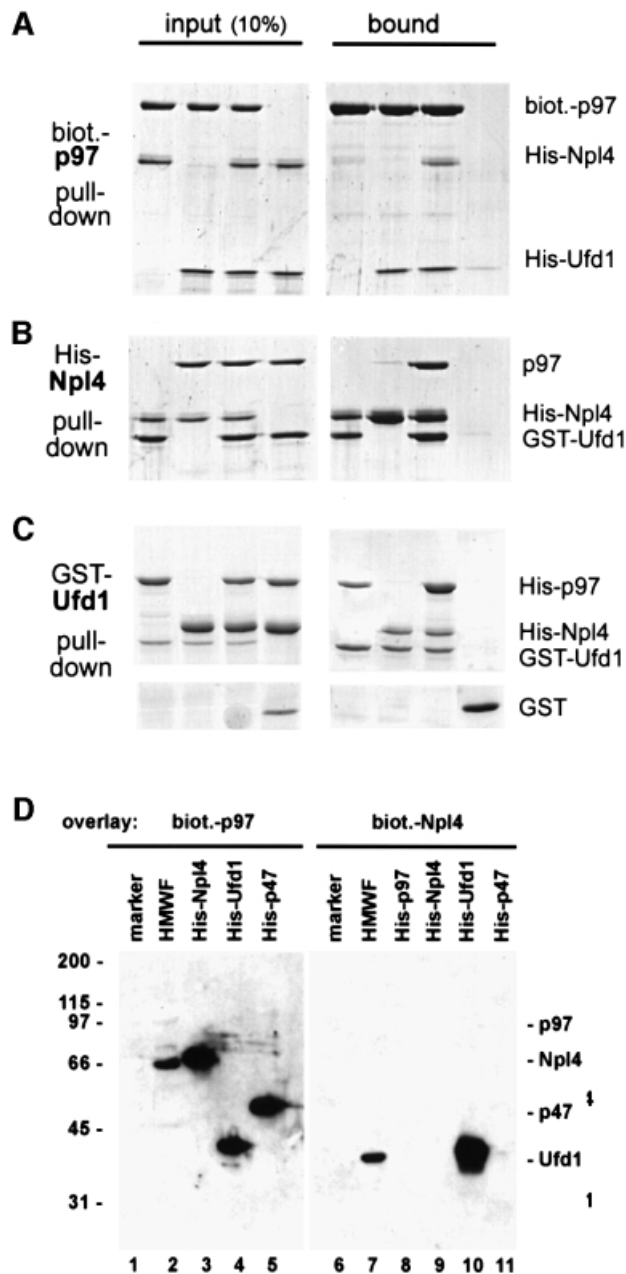 A
input (10%) bound
biot.-
p97
pull-
down
biot.-p97
His-Npl4
His-Ufd1
B
His-
Npl4
pull-
down
p97
His-Npl4
GST-Ufd1
C
GST-
Ufd1
pull-
down
His-p97
His-Npl4
GST-Ufd1
GST
D
overlay: biot.-p97 biot.-Npl4
marker HMWF His-Npl4 His-Ufd1 His-p47 marker HMWF His-p97 His-Npl4 His-Ufd1 His-p47
200 -
115 -
97 -
66 -
45 -
31 -
- p97
- Npl4
- p47
- Ufd1
1 2 3 4 5 6 7 8 9 10 11